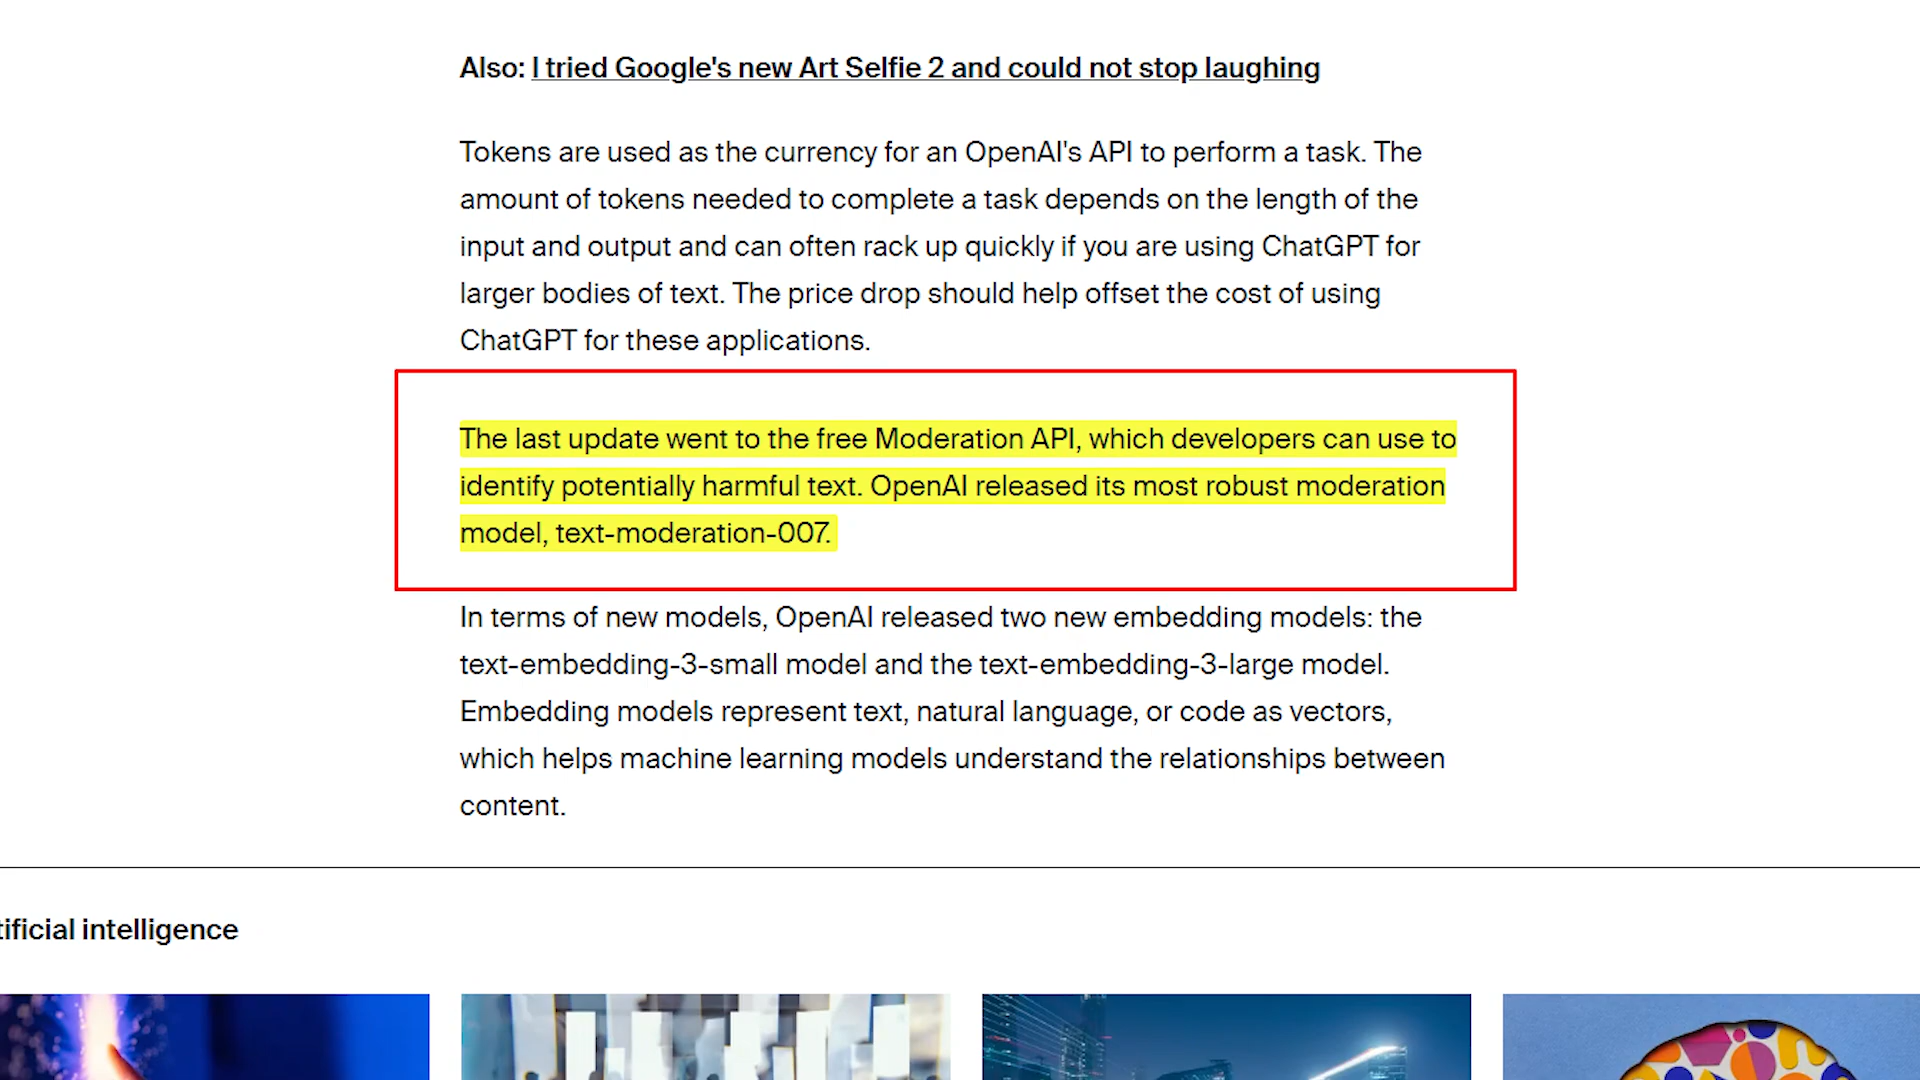 Also: I tried Google's new Art Selfie 2 and could not stop laughing
Tokens are used as the currency for an OpenAI's API to perform a task. The
amount of tokens needed to complete a task depends on the length of the
input and output and can often rack up quickly if you are using ChatGPT for
larger bodies of text. The price drop should help offset the cost of using
ChatGPT for these applications.
The last update went to the free Moderation API, which developers can use to
identify potentially harmful text. OpenAI released its most robust moderation
model, text-moderation-007.
In terms of new models, OpenAI released two new embedding models: the
text-embedding-3-small model and the text-embedding-3-large model.
Embedding models represent text, natural language, or code as vectors,
which helps machine learning models understand the relationships between
content.
tificial intelligence